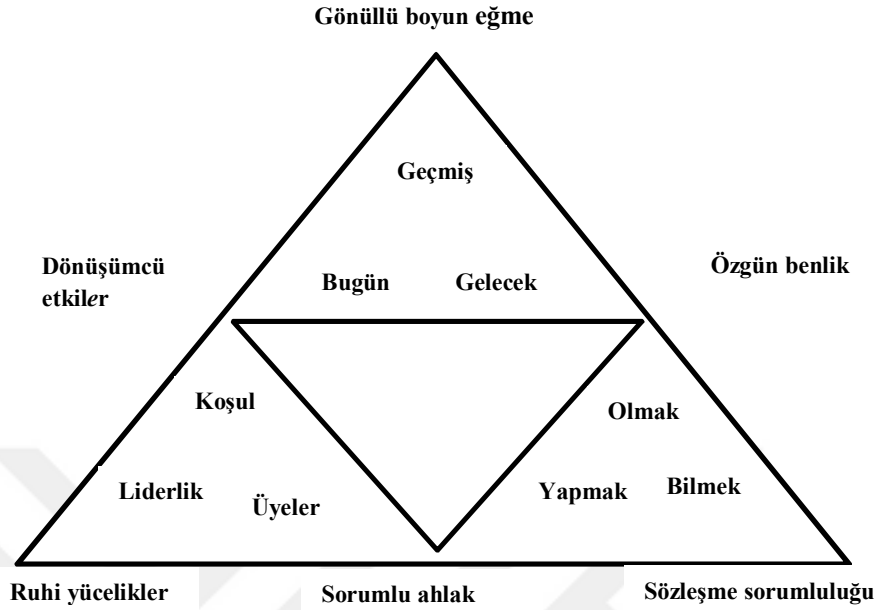 Gönüllü boyun eğme
Geçmiş
Dönüşümcü
etkiler
Özgün benlik
Bugün
Gelecek
Koşul
Olmak
Liderlik
Üyeler
Yapmak
Bilmek
Ruhi yücelikler
Sorumlu ahlak
Sözleşme sorumluluğu